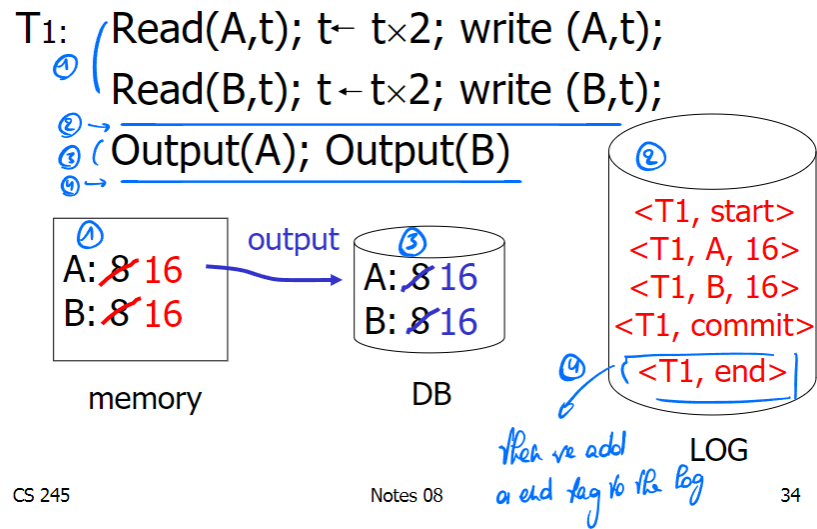 T1: Read(A,t); t← t×2; write (A,t);
①
Read(B,t); t←t×2; write (B,t);
② →
③ Output(A); Output(B)
④ →
②
<T1, start>
<T1, A, 16>
<T1, B, 16>
<T1, commit>
④ <T1, end>
LOG
①
A: 8 16
B: 8 16
memory
output
③
A: 8 16
B: 8 16
DB
then we add
a end tag to the log
CS 245
Notes 08
34